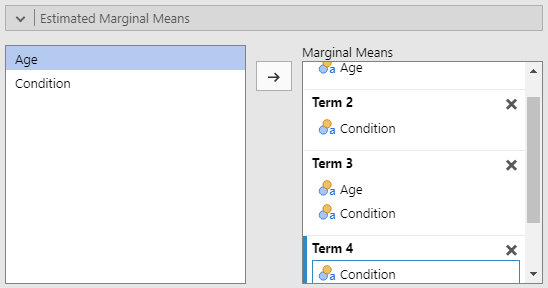 Estimated Marginal Means
Age
Condition
Marginal Means
Age
Term 2
Condition
Term 3
Age
Condition
Term 4
Condition